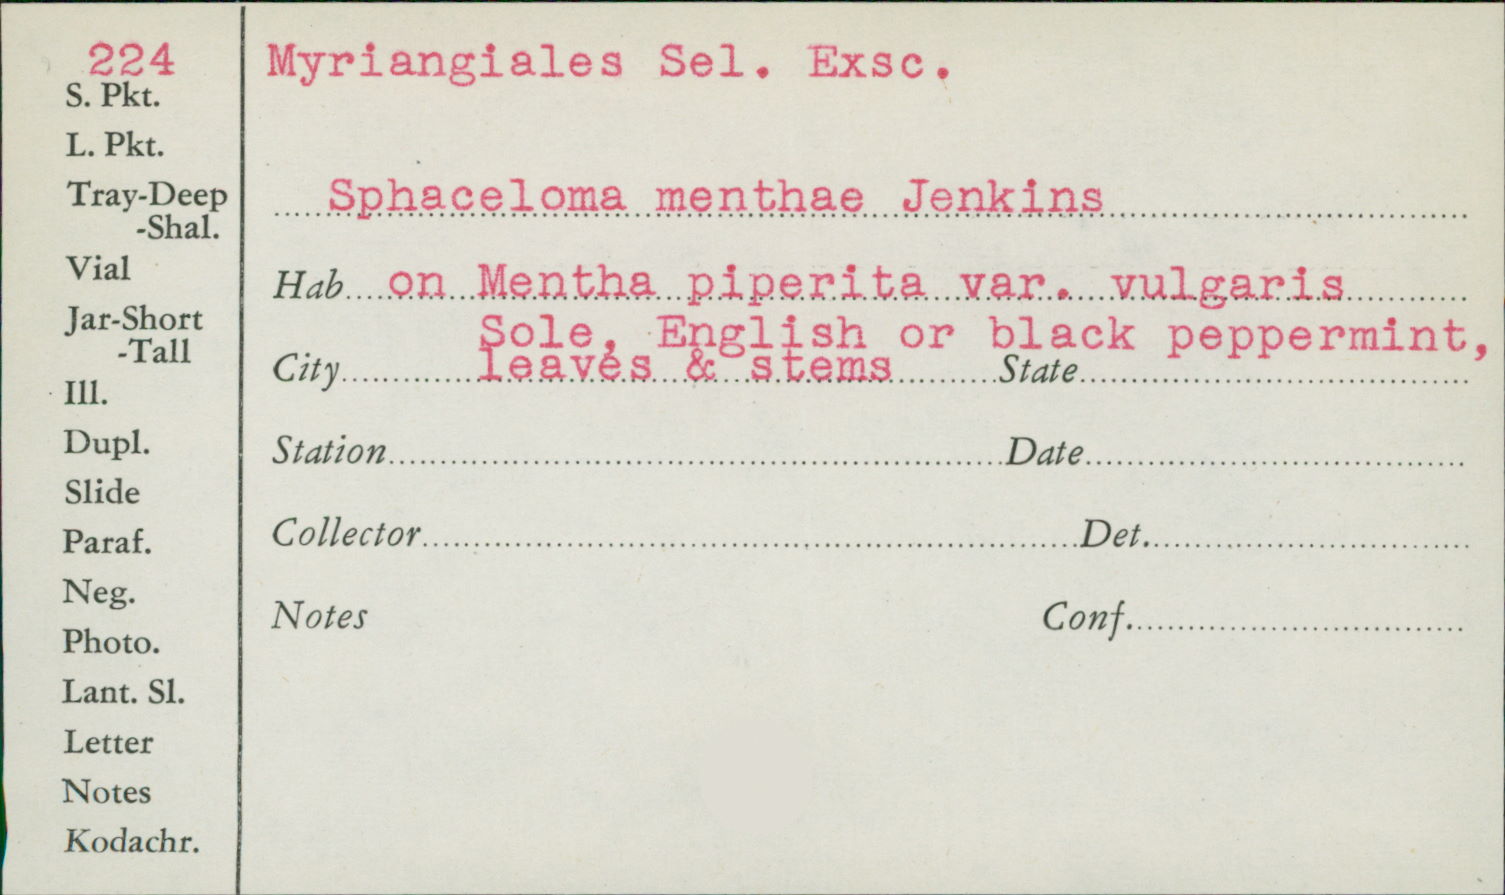 224
S. Pkt.
L. Pkt.
Tray-Deep
-Shal.
Vial
Jar-Short
-Tall
Ill.
Dupl.
Slide
Paraf.
Neg.
Photo.
Lant. Sl.
Letter
Notes
Kodachr.
Myriangiales Sel. Exsc.
Sphaceloma menthae Jenkins
Hab on Mentha piperita var. vulgaris
Sole, English or black peppermint,
City leaves & stems State
Station Date
Collector Det.
Notes Conf.